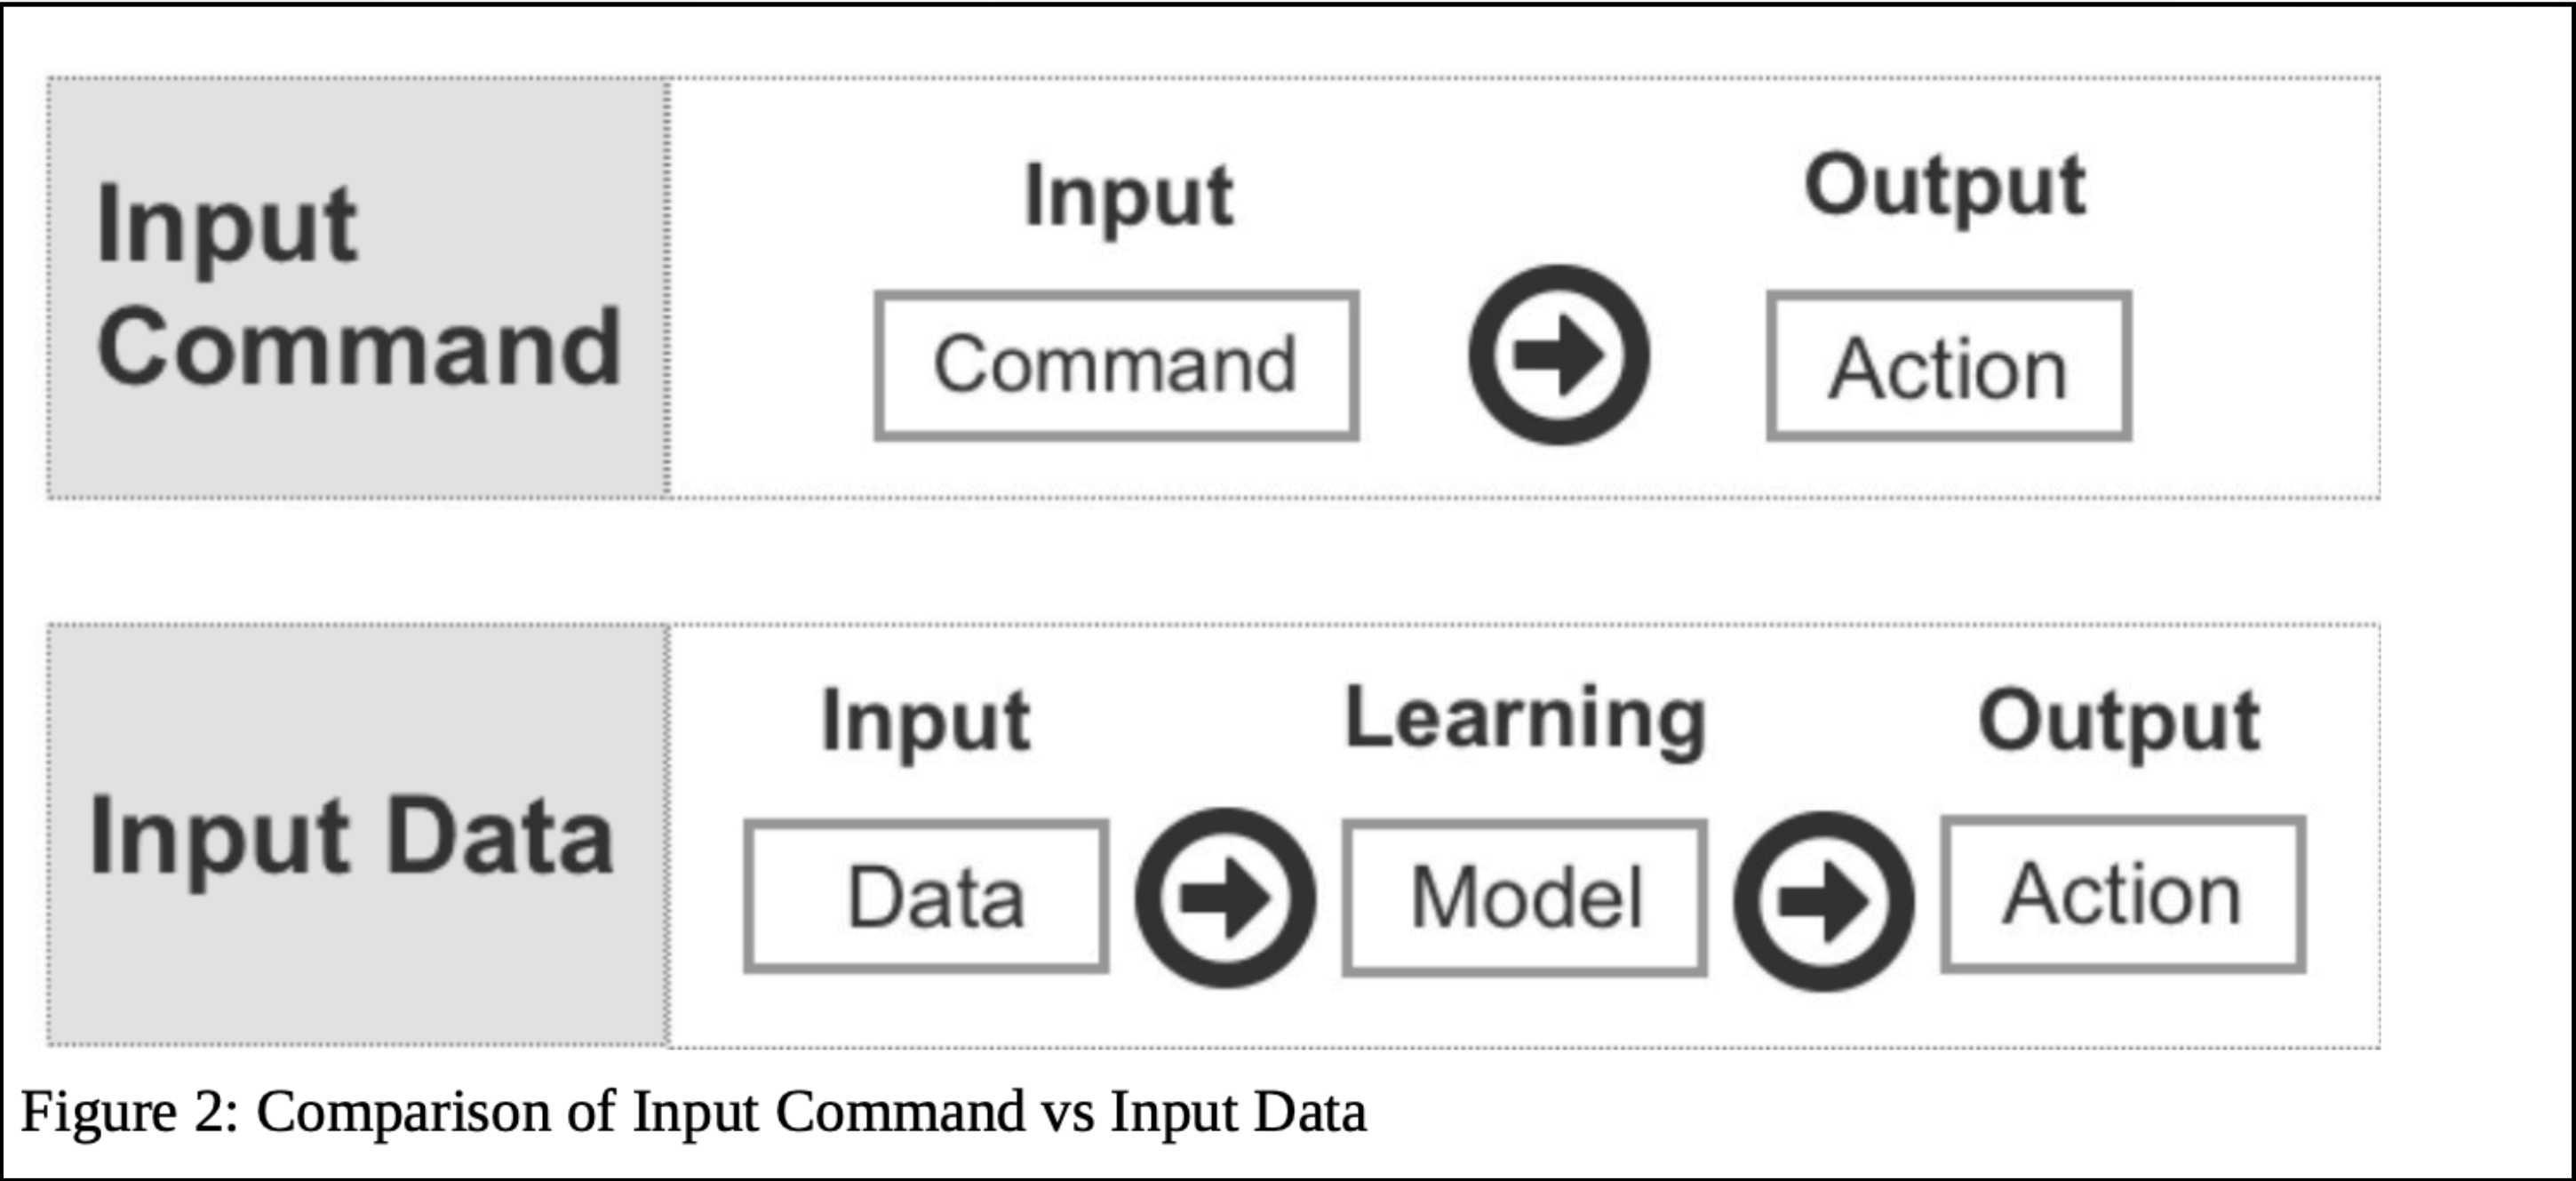 Input
Command
Input
Output
Command
Action
Input Data
Input
Learning
Output
Data
Model
Action
Figure 2: Comparison of Input Command vs Input Data